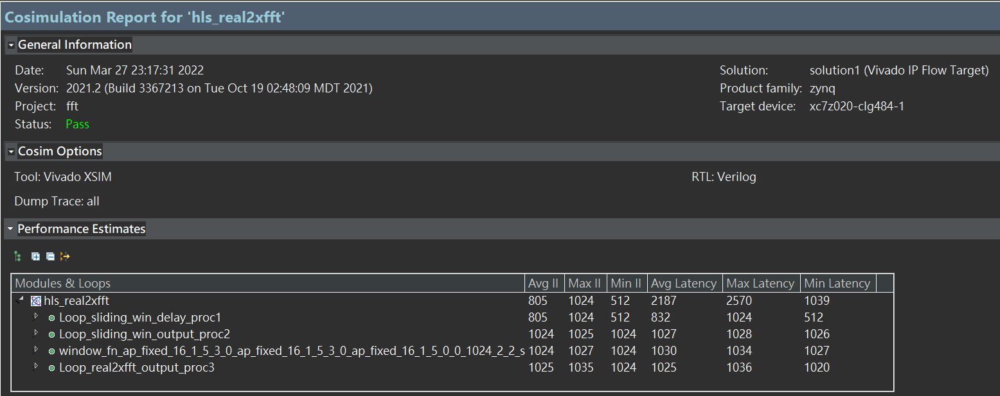 Cosimulation Report for 'hls_real2xfft'
General Information
Date: Sun Mar 27 23:17:31 2022 Solution: solution1 (Vivado IP Flow Target)
Version: 2021.2 (Build 3367213 on Tue Oct 19 02:48:09 MDT 2021) Product family: zynq
Project: fft Target device: xc7z020-clg484-1
Status: Pass
Cosim Options
Tool: Vivado XSIM RTL: Verilog
Dump Trace: all
Performance Estimates
Modules & Loops Avg II Max II Min II Avg Latency Max Latency Min Latency
hls_real2xfft 805 1024 512 2187 2570 1039
Loop_sliding_win_delay_proc1 805 1024 512 832 1024 512
Loop_sliding_win_output_proc2 1024 1025 1024 1027 1028 1026
window_fn_ap_fixed_16_1_5_3_0_ap_fixed_16_1_5_3_0_ap_fixed_16_1_5_0_0_1024_2_2_s 1024 1027 1024 1030 1034 1027
Loop_real2xfft_output_proc3 1025 1035 1024 1025 1036 1020